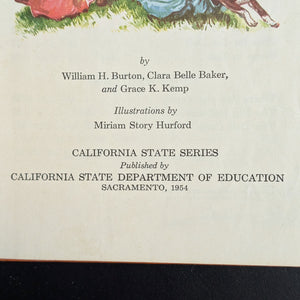 by
William H. Burton, Clara Belle Baker,
and Grace K. Kemp
Illustrations by
Miriam Story Hurford
CALIFORNIA STATE SERIES
Published by
CALIFORNIA STATE DEPARTMENT OF EDUCATION
SACRAMENTO, 1954